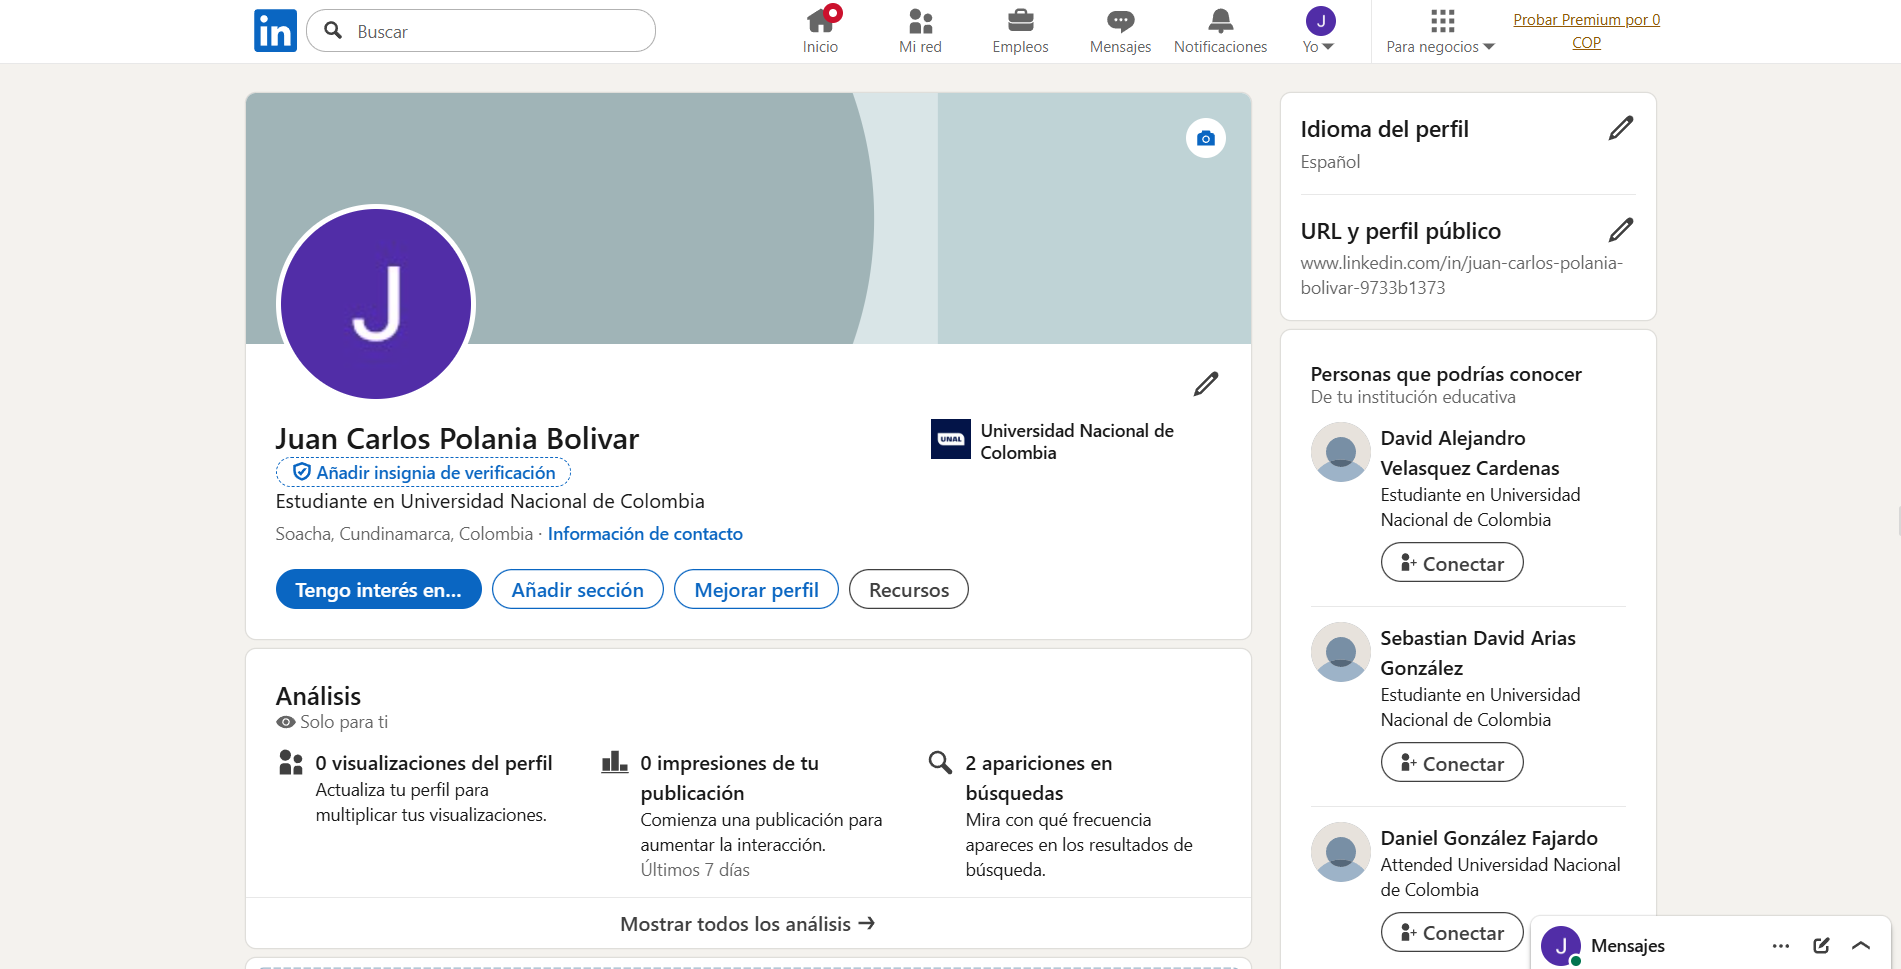 in
Buscar
Inicio
Mi red
Empleos
Mensajes
Notificaciones
J
Yo
Para negocios
Probar Premium por 0
COP
J
Juan Carlos Polania Bolivar
Añadir insignia de verificación
Estudiante en Universidad Nacional de Colombia
Soacha, Cundinamarca, Colombia · Información de contacto
UNAL
Universidad Nacional de
Colombia
Tengo interés en...
Añadir sección
Mejorar perfil
Recursos
Análisis
Solo para ti
0 visualizaciones del perfil
Actualiza tu perfil para
multiplicar tus visualizaciones.
0 impresiones de tu
publicación
Comienza una publicación para
aumentar la interacción.
Últimos 7 días
2 apariciones en
búsquedas
Mira con qué frecuencia
apareces en los resultados de
búsqueda.
Mostrar todos los análisis →
Idioma del perfil
Español
URL y perfil público
www.linkedin.com/in/juan-carlos-polania-
bolivar-9733b1373
Personas que podrías conocer
De tu institución educativa
David Alejandro
Velasquez Cardenas
Estudiante en Universidad
Nacional de Colombia
Conectar
Sebastian David Arias
González
Estudiante en Universidad
Nacional de Colombia
Conectar
Daniel González Fajardo
Attended Universidad Nacional
de Colombia
Conectar
J
Mensajes